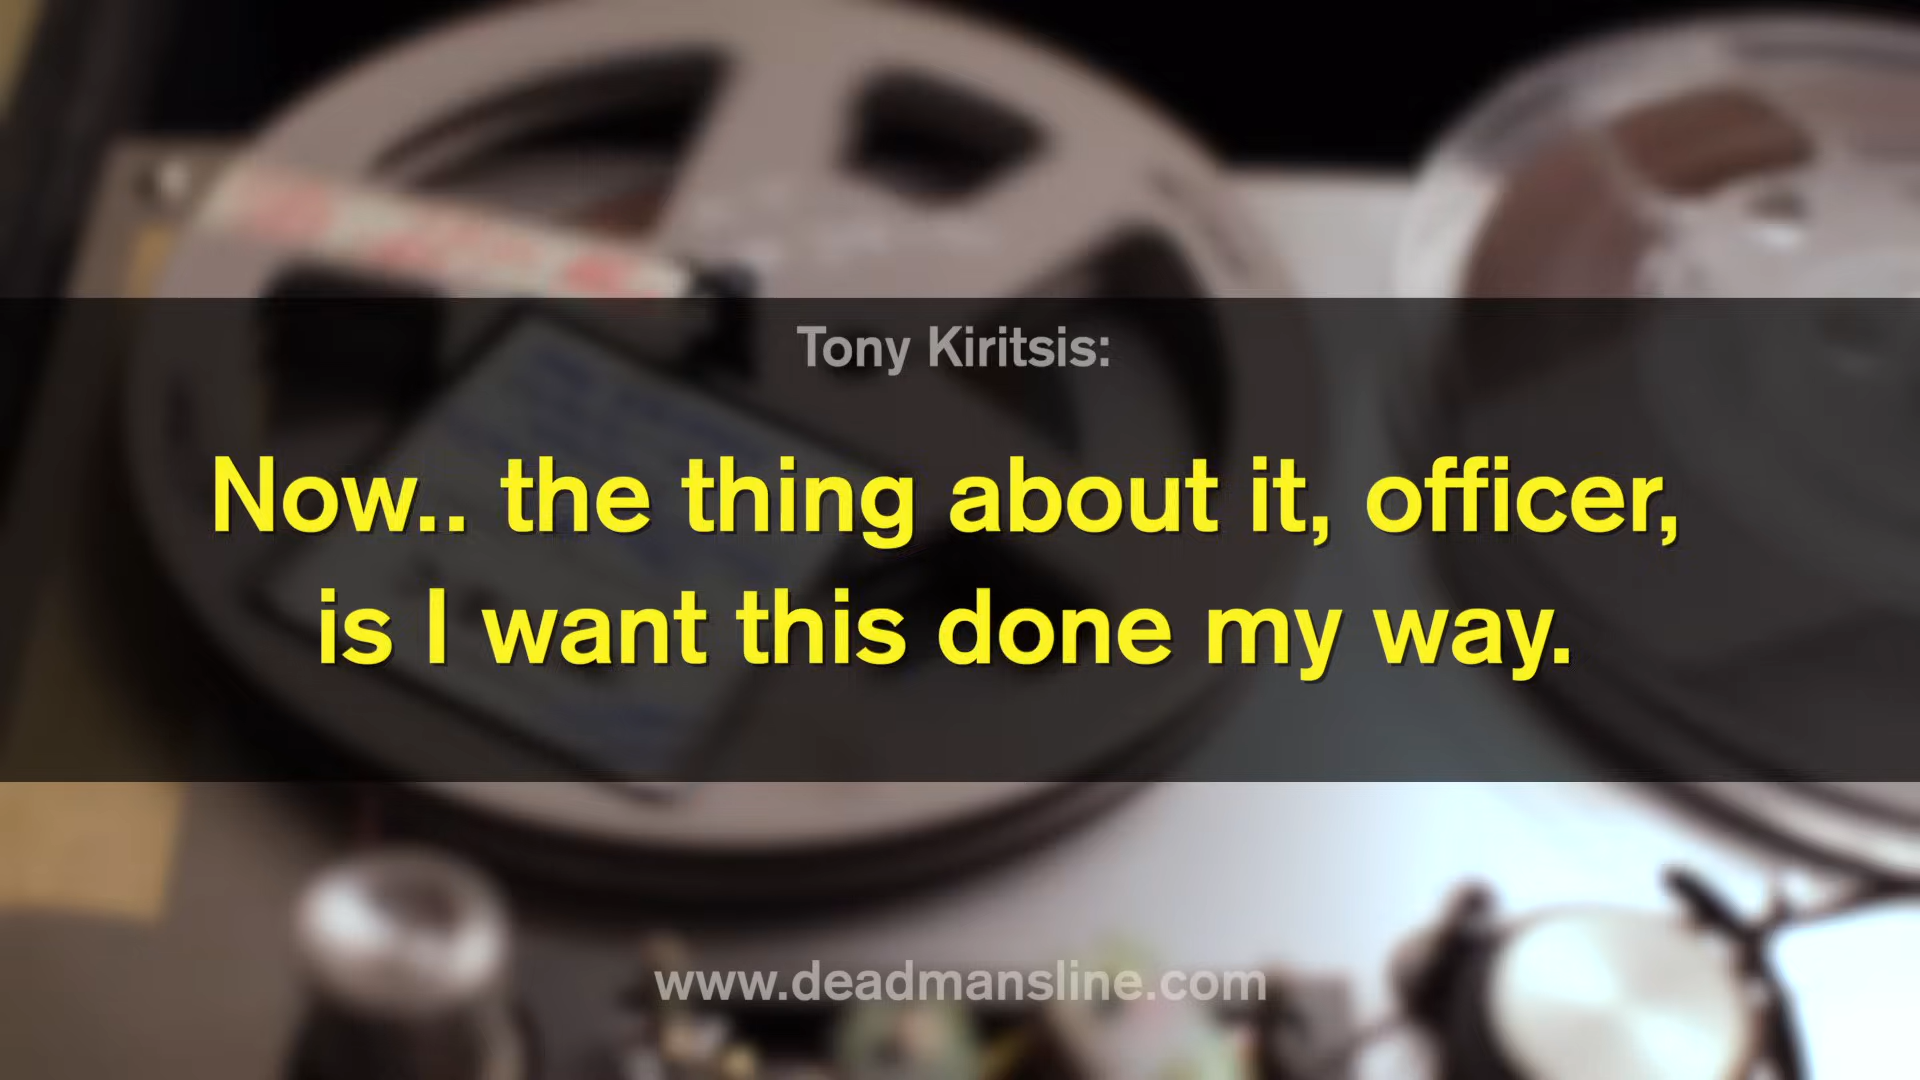 Tony Kiritsis:
Now.. the thing about it, officer,
is I want this done my way.
www.deadmansline.com